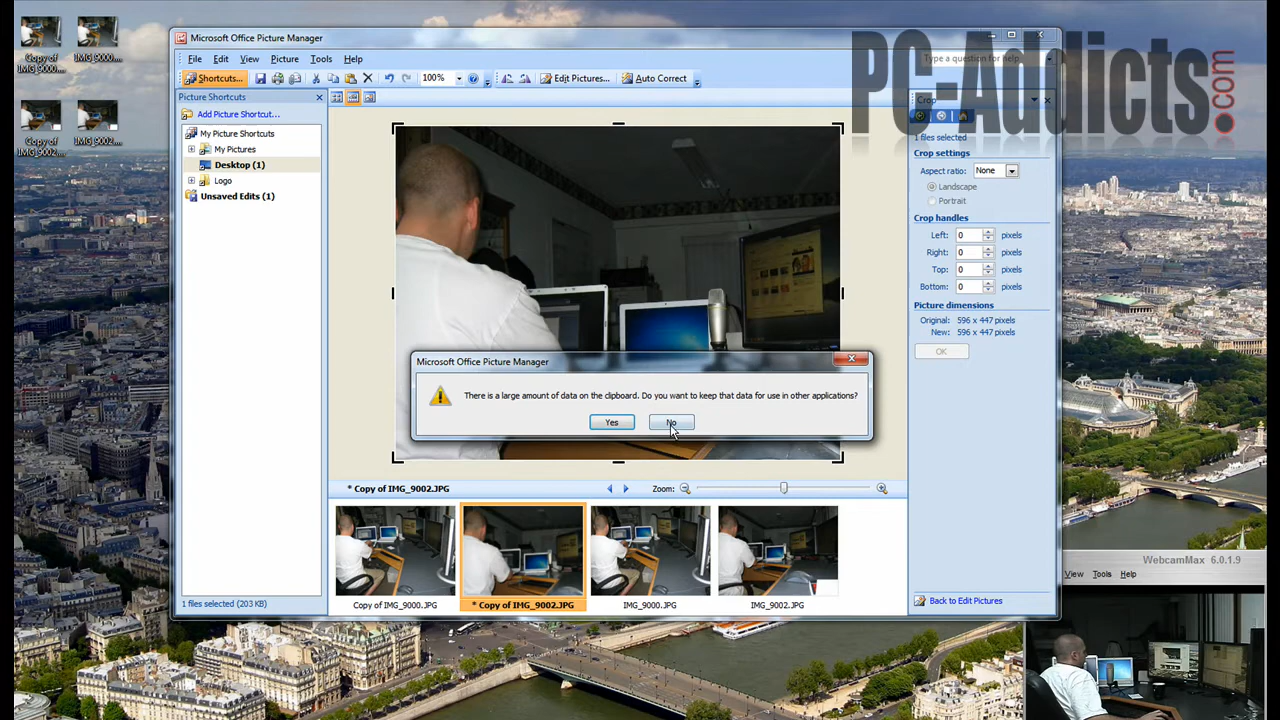 Copy of
IMG_9000....
IMG_9000....
Copy of
IMG_9002....
IMG_9002....
Microsoft Office Picture Manager
File Edit View Picture Tools Help
Type a question for help
Shortcuts... 100% Edit Pictures... Auto Correct
Picture Shortcuts
Add Picture Shortcut...
My Picture Shortcuts
My Pictures
Desktop (1)
Logo
Unsaved Edits (1)
PC-Addicts.com
Crop
1 files selected
Crop settings
Aspect ratio: None
Landscape
Portrait
Crop handles
Left: 0 pixels
Right: 0 pixels
Top: 0 pixels
Bottom: 0 pixels
Picture dimensions
Original: 596 x 447 pixels
New: 596 x 447 pixels
OK
Microsoft Office Picture Manager
There is a large amount of data on the clipboard. Do you want to keep that data for use in other applications?
Yes No
* Copy of IMG_9002.JPG Zoom:
Copy of IMG_9000.JPG * Copy of IMG_9002.JPG IMG_9000.JPG IMG_9002.JPG
1 files selected (203 KB)
Back to Edit Pictures
WebcamMax 6.0.1.9
View Tools Help